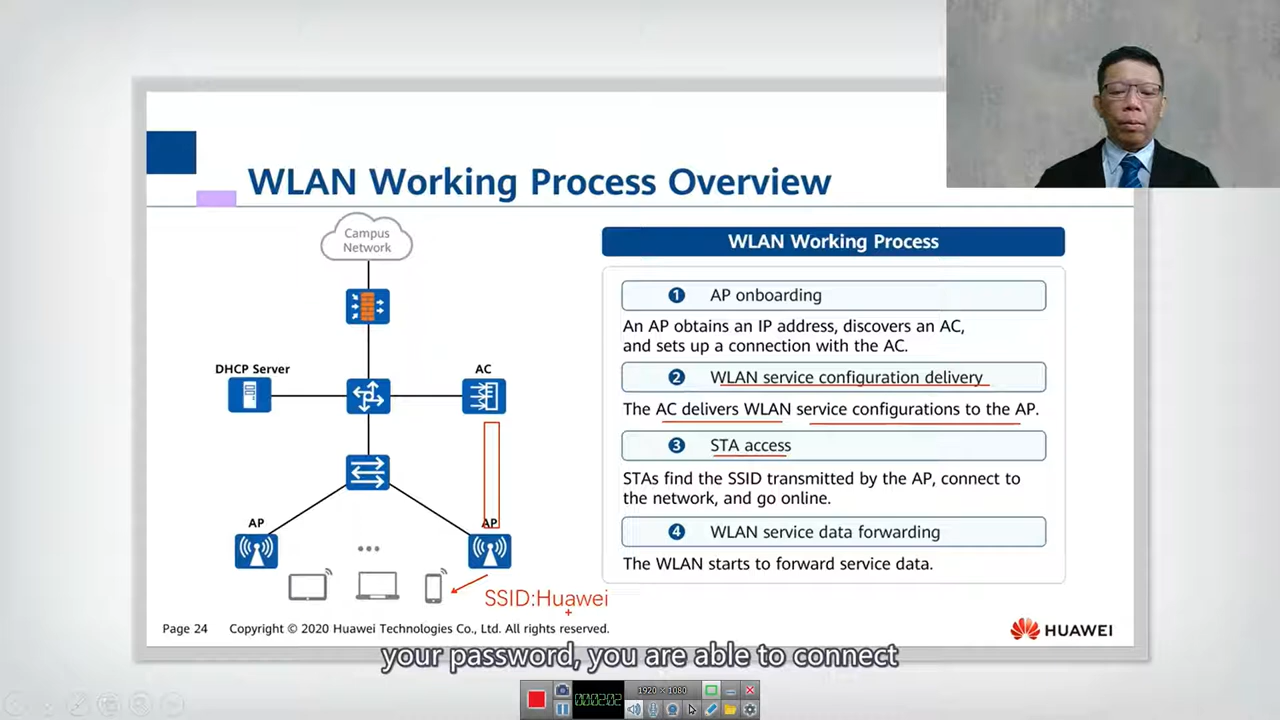 WLAN Working Process Overview
Campus
Network
DHCP Server
AC
AP
AP
SSID:Huawei
WLAN Working Process
1 AP onboarding
An AP obtains an IP address, discovers an AC,
and sets up a connection with the AC.
2 WLAN service configuration delivery
The AC delivers WLAN service configurations to the AP.
3 STA access
STAs find the SSID transmitted by the AP, connect to
the network, and go online.
4 WLAN service data forwarding
The WLAN starts to forward service data.
Page 24 Copyright © 2020 Huawei Technologies Co., Ltd. All rights reserved.
HUAWEI
your password, you are able to connect
000:02:02
1920 × 1080